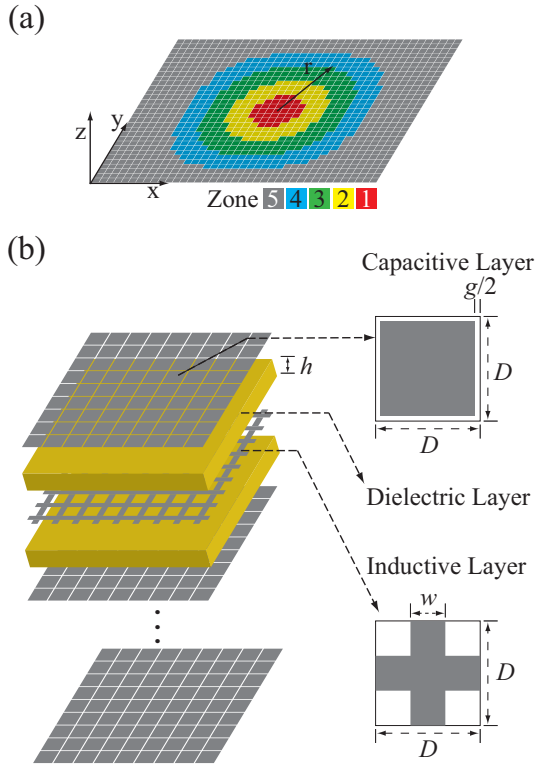 (a)
r
z
y
x
Zone 5 4 3 2 1
(b)
Capacitive Layer
g/2
h
D
D
Dielectric Layer
Inductive Layer
w
D
D